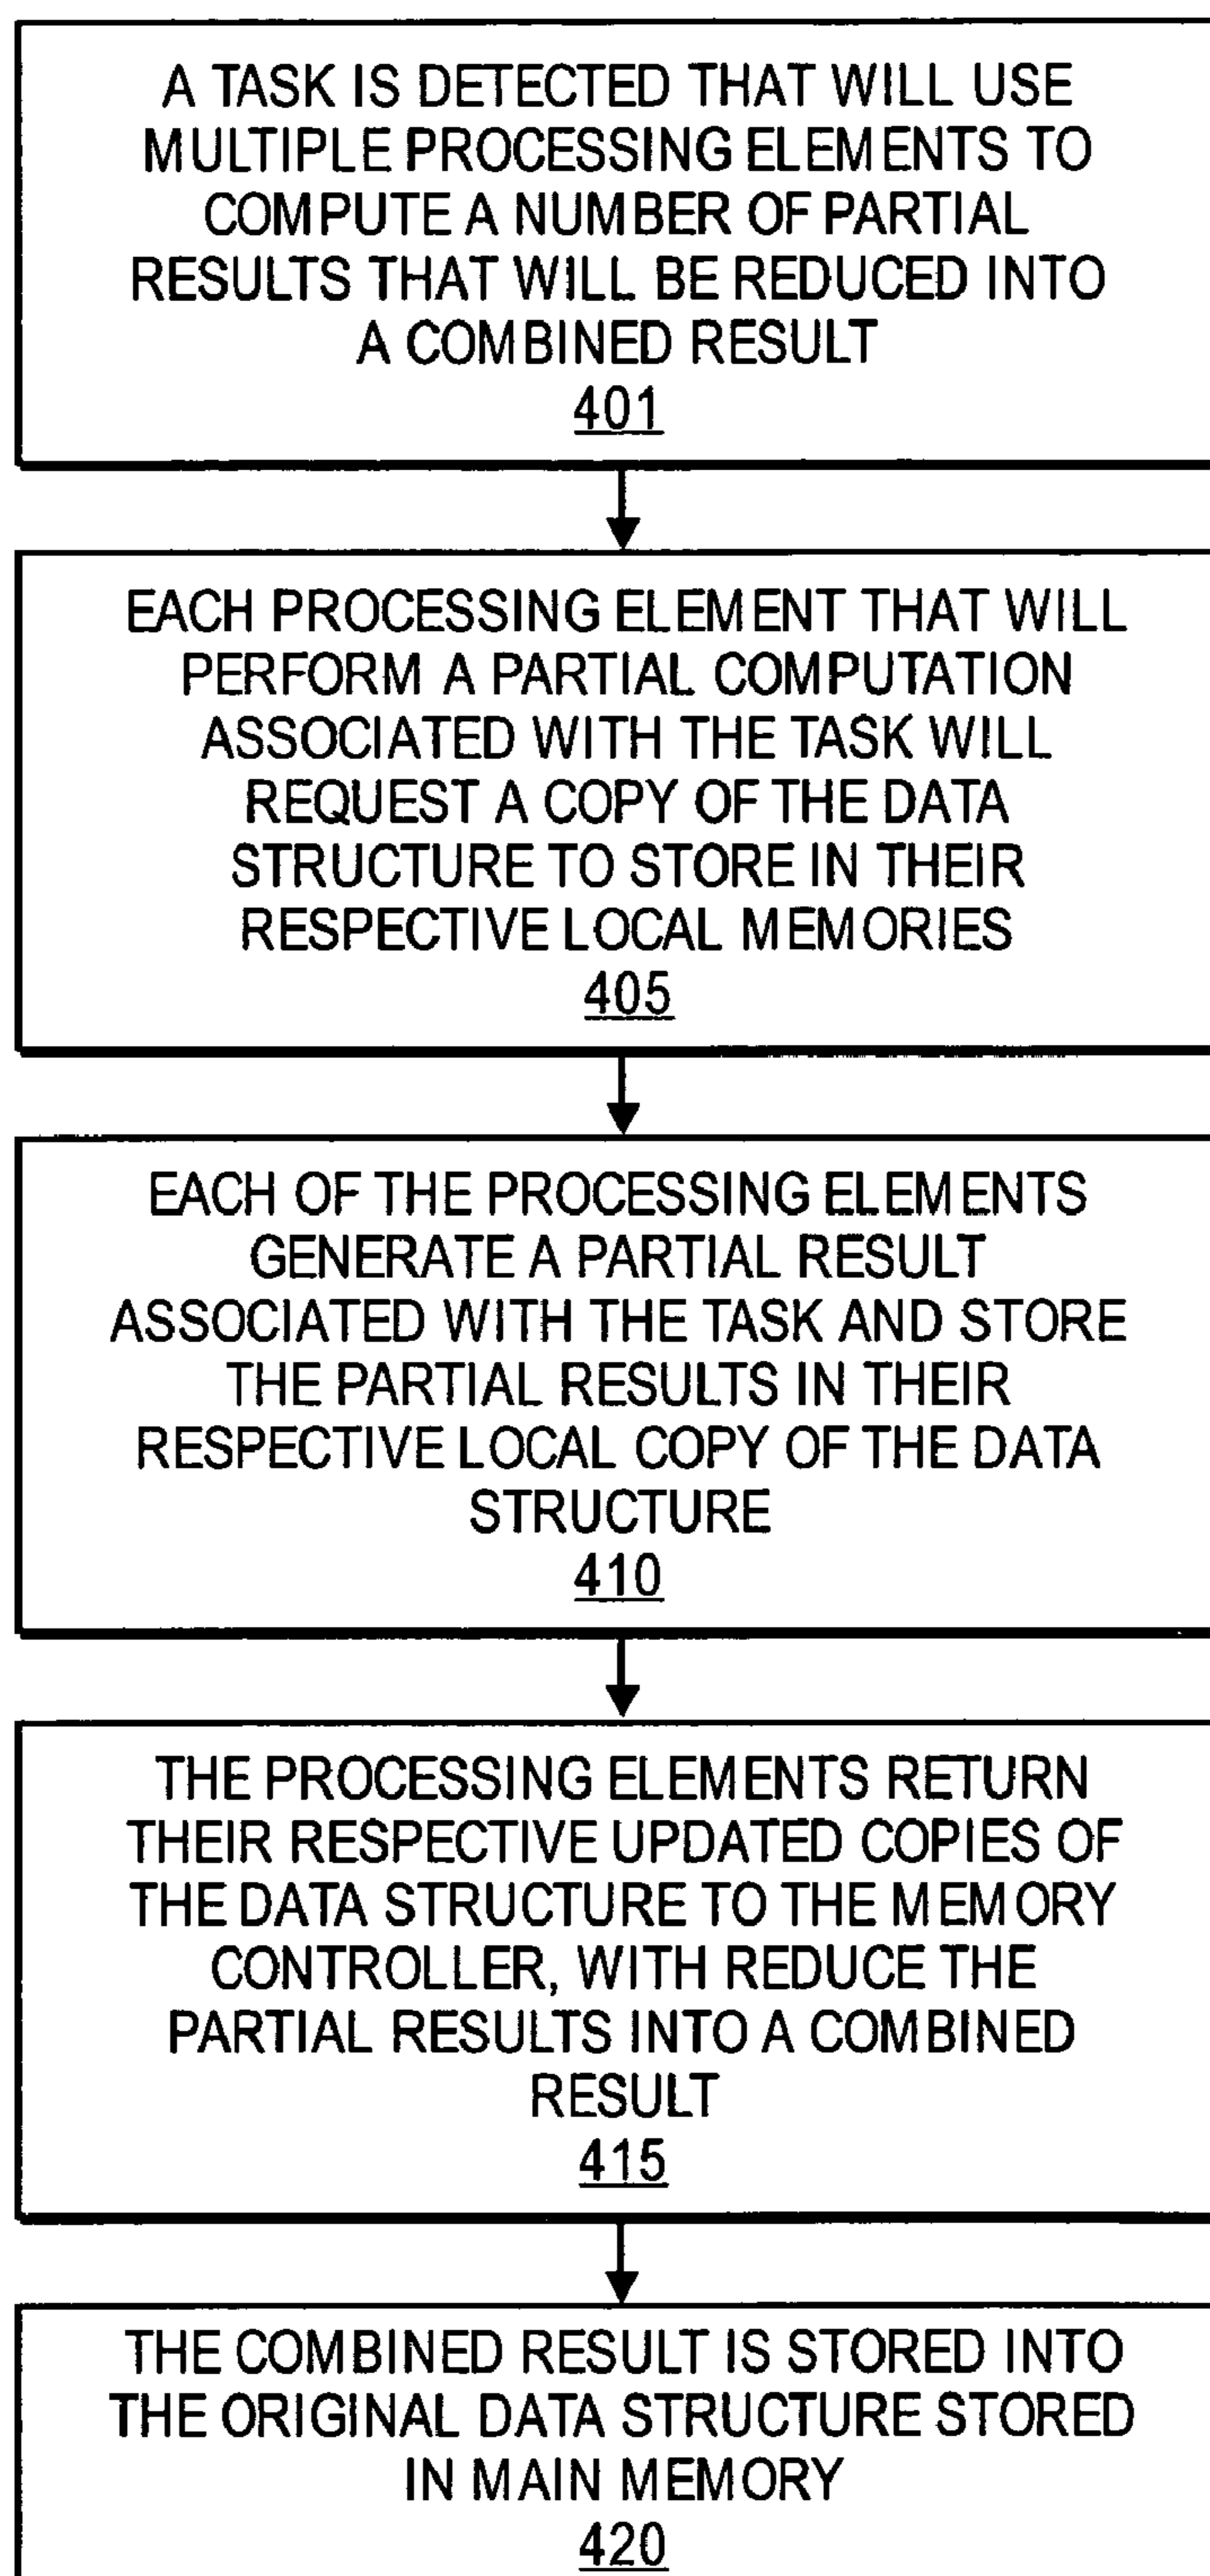 A TASK IS DETECTED THAT WILL USE
MULTIPLE PROCESSING ELEMENTS TO
COMPUTE A NUMBER OF PARTIAL
RESULTS THAT WILL BE REDUCED INTO
A COMBINED RESULT
401
EACH PROCESSING ELEMENT THAT WILL
PERFORM A PARTIAL COMPUTATION
ASSOCIATED WITH THE TASK WILL
REQUEST A COPY OF THE DATA
STRUCTURE TO STORE IN THEIR
RESPECTIVE LOCAL MEMORIES
405
EACH OF THE PROCESSING ELEMENTS
GENERATE A PARTIAL RESULT
ASSOCIATED WITH THE TASK AND STORE
THE PARTIAL RESULTS IN THEIR
RESPECTIVE LOCAL COPY OF THE DATA
STRUCTURE
410
THE PROCESSING ELEMENTS RETURN
THEIR RESPECTIVE UPDATED COPIES OF
THE DATA STRUCTURE TO THE MEMORY
CONTROLLER, WITH REDUCE THE
PARTIAL RESULTS INTO A COMBINED
RESULT
415
THE COMBINED RESULT IS STORED INTO
THE ORIGINAL DATA STRUCTURE STORED
IN MAIN MEMORY
420